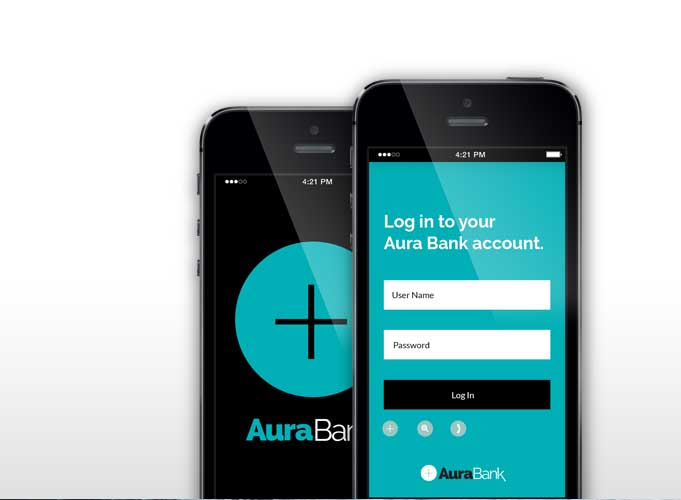 4:21 PM
AuraBan
4:21 PM
Log in to your
Aura Bank account.
User Name
Password
Log In
AuraBank